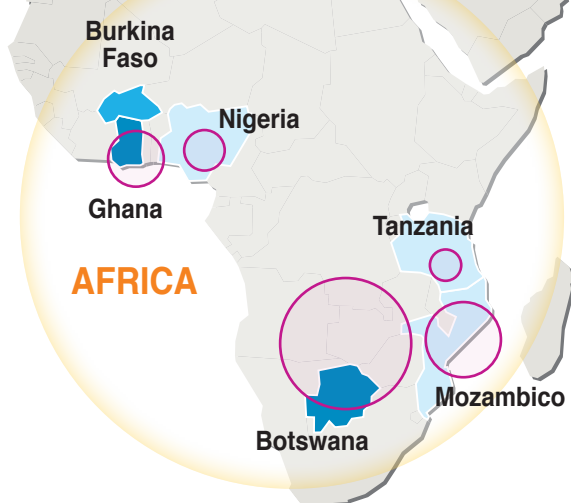 Burkina
Faso
Nigeria
Ghana
Tanzania
AFRICA
Mozambico
Botswana